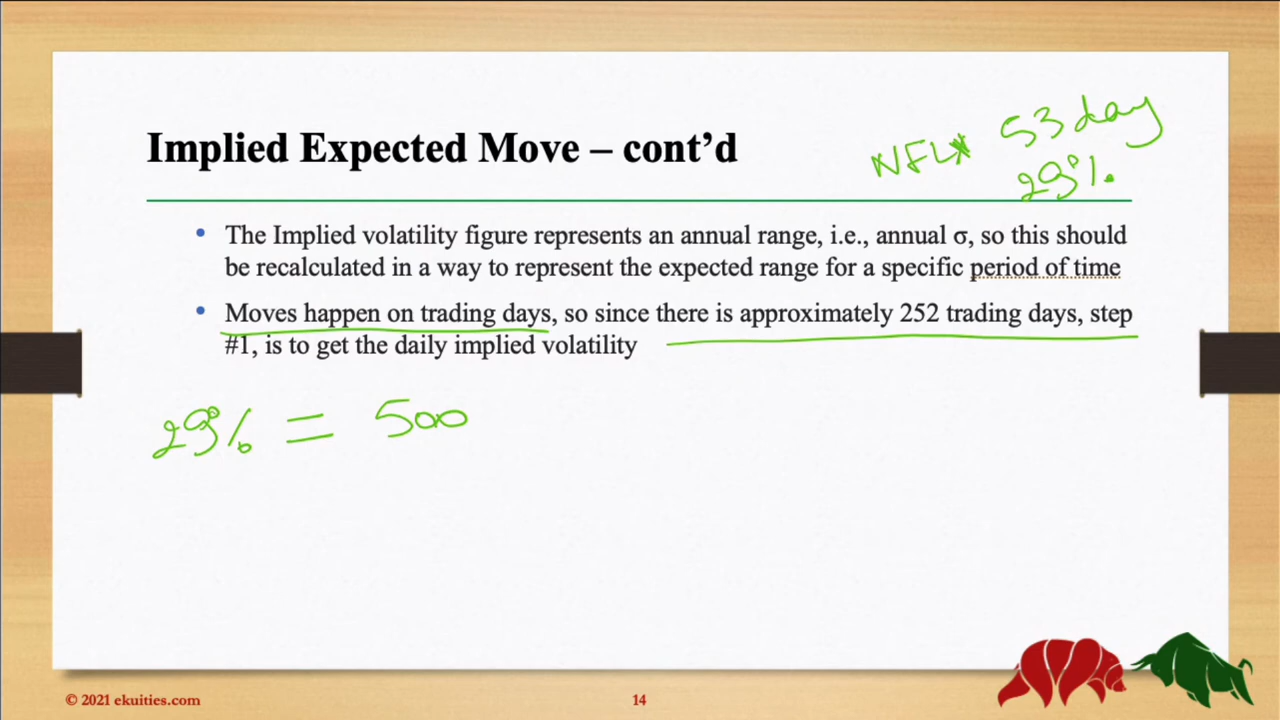 Implied Expected Move – cont’d
NFLX 53 day
29%
The Implied volatility figure represents an annual range, i.e., annual σ, so this should
be recalculated in a way to represent the expected range for a specific period of time
Moves happen on trading days, so since there is approximately 252 trading days, step
#1, is to get the daily implied volatility
29% = 500
© 2021 ekuities.com
14